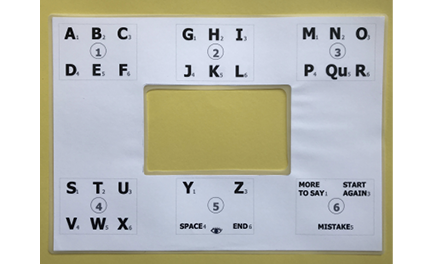 A1 B2 C3
1
D4 E5 F6
G1 H2 I3
2
J4 K5 L6
M1 N2 O3
3
P4 Qu5 R6
S1 T2 U3
4
V4 W5 X6
Y1 Z3
5
SPACE4 END6
MORE TO SAY1
START AGAIN3
6
MISTAKE5